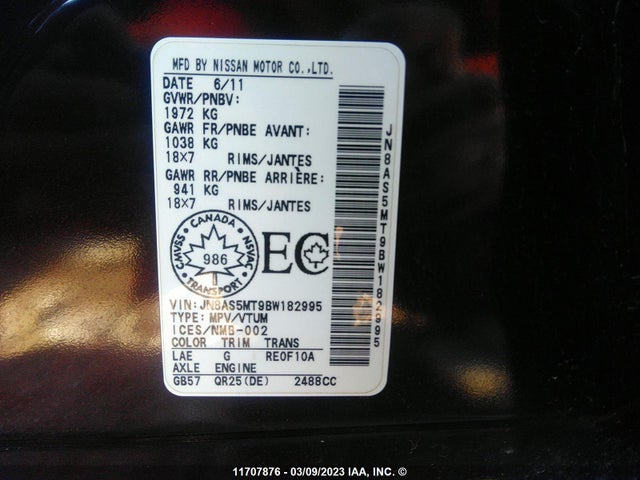 MFD BY NISSAN MOTOR CO.,LTD.
DATE 6/11
GVWR/PNBV:
1972 KG
GAWR FR/PNBE AVANT:
1038 KG
18X7 RIMS/JANTES
GAWR RR/PNBE ARRIÈRE:
941 KG
18X7 RIMS/JANTES
CANADA
CMVSS NSVAC
986
TRANSPORT
EC
VIN:JN8AS5MT9BW182995
TYPE: MPV/VTUM
ICES/NMB-002
COLOR TRIM TRANS
LAE G RE0F10A
AXLE ENGINE
GB57 QR25(DE) 2488CC
JN8AS5MT9BW182995
11707876 - 03/09/2023 IAA, INC. ©